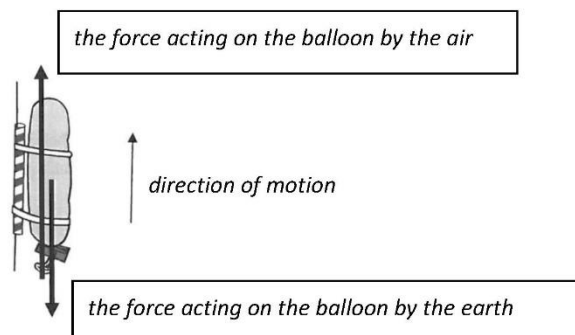 the force acting on the balloon by the air
direction of motion
the force acting on the balloon by the earth